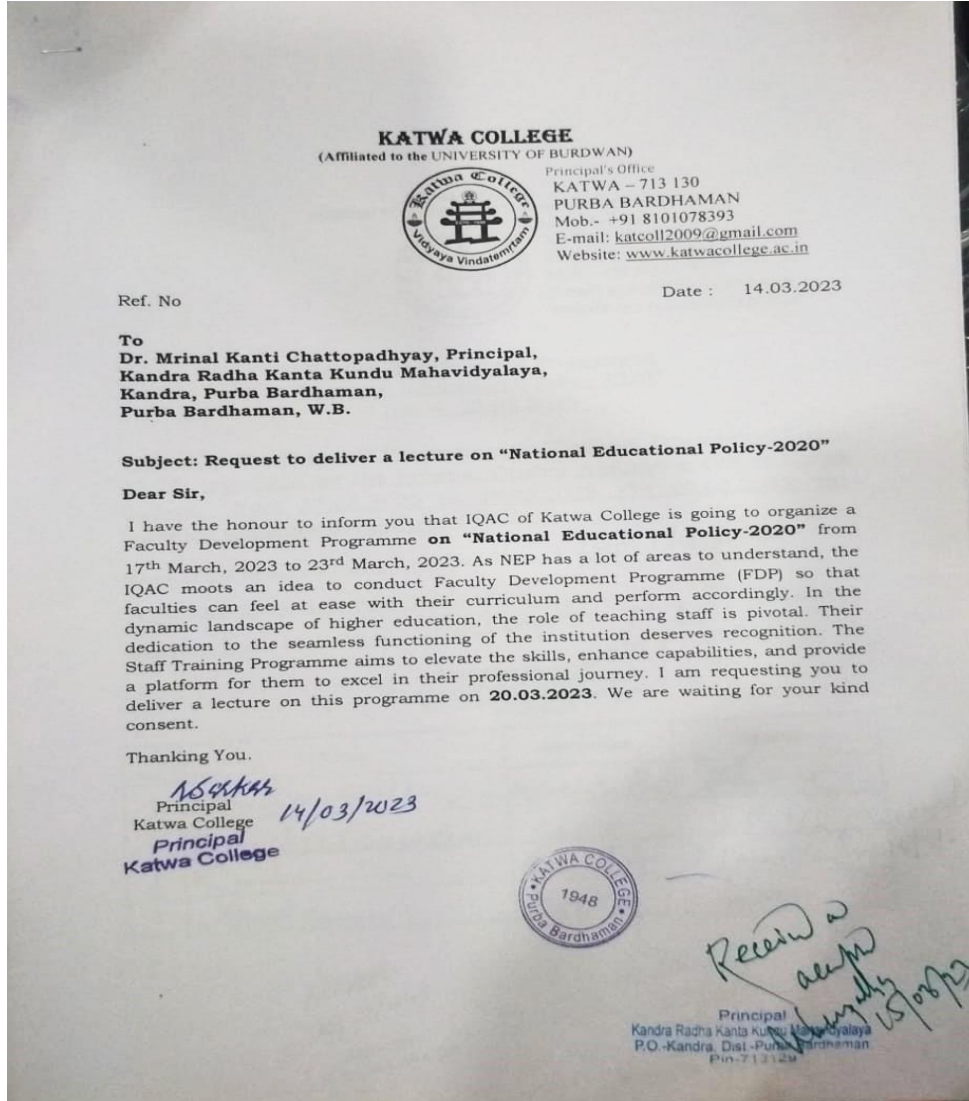 KATWA COLLEGE
(Affiliated to the UNIVERSITY OF BURDWAN)
Katwa College
Vidyaya Vindatemrtam
Principal's Office
KATWA – 713 130
PURBA BARDHAMAN
Mob.- +91 8101078393
E-mail: katcoll2009@gmail.com
Website: www.katwacollege.ac.in
Ref. No
Date : 14.03.2023
To
Dr. Mrinal Kanti Chattopadhyay, Principal,
Kandra Radha Kanta Kundu Mahavidyalaya,
Kandra, Purba Bardhaman,
Purba Bardhaman, W.B.
Subject: Request to deliver a lecture on “National Educational Policy-2020”
Dear Sir,
I have the honour to inform you that IQAC of Katwa College is going to organize a
Faculty Development Programme on “National Educational Policy-2020” from
17th March, 2023 to 23rd March, 2023. As NEP has a lot of areas to understand, the
IQAC moots an idea to conduct Faculty Development Programme (FDP) so that
faculties can feel at ease with their curriculum and perform accordingly. In the
dynamic landscape of higher education, the role of teaching staff is pivotal. Their
dedication to the seamless functioning of the institution deserves recognition. The
Staff Training Programme aims to elevate the skills, enhance capabilities, and provide
a platform for them to excel in their professional journey. I am requesting you to
deliver a lecture on this programme on 20.03.2023. We are waiting for your kind
consent.
Thanking You.
Principal
Katwa College
14/03/2023
Principal
Katwa College
KATWA COLLEGE
1948
Purba Bardhaman
15/03/23
Principal
Kandra Radha Kanta Kundu Mahavidyalaya
P.O.-Kandra, Dist.-Purba Bardhaman